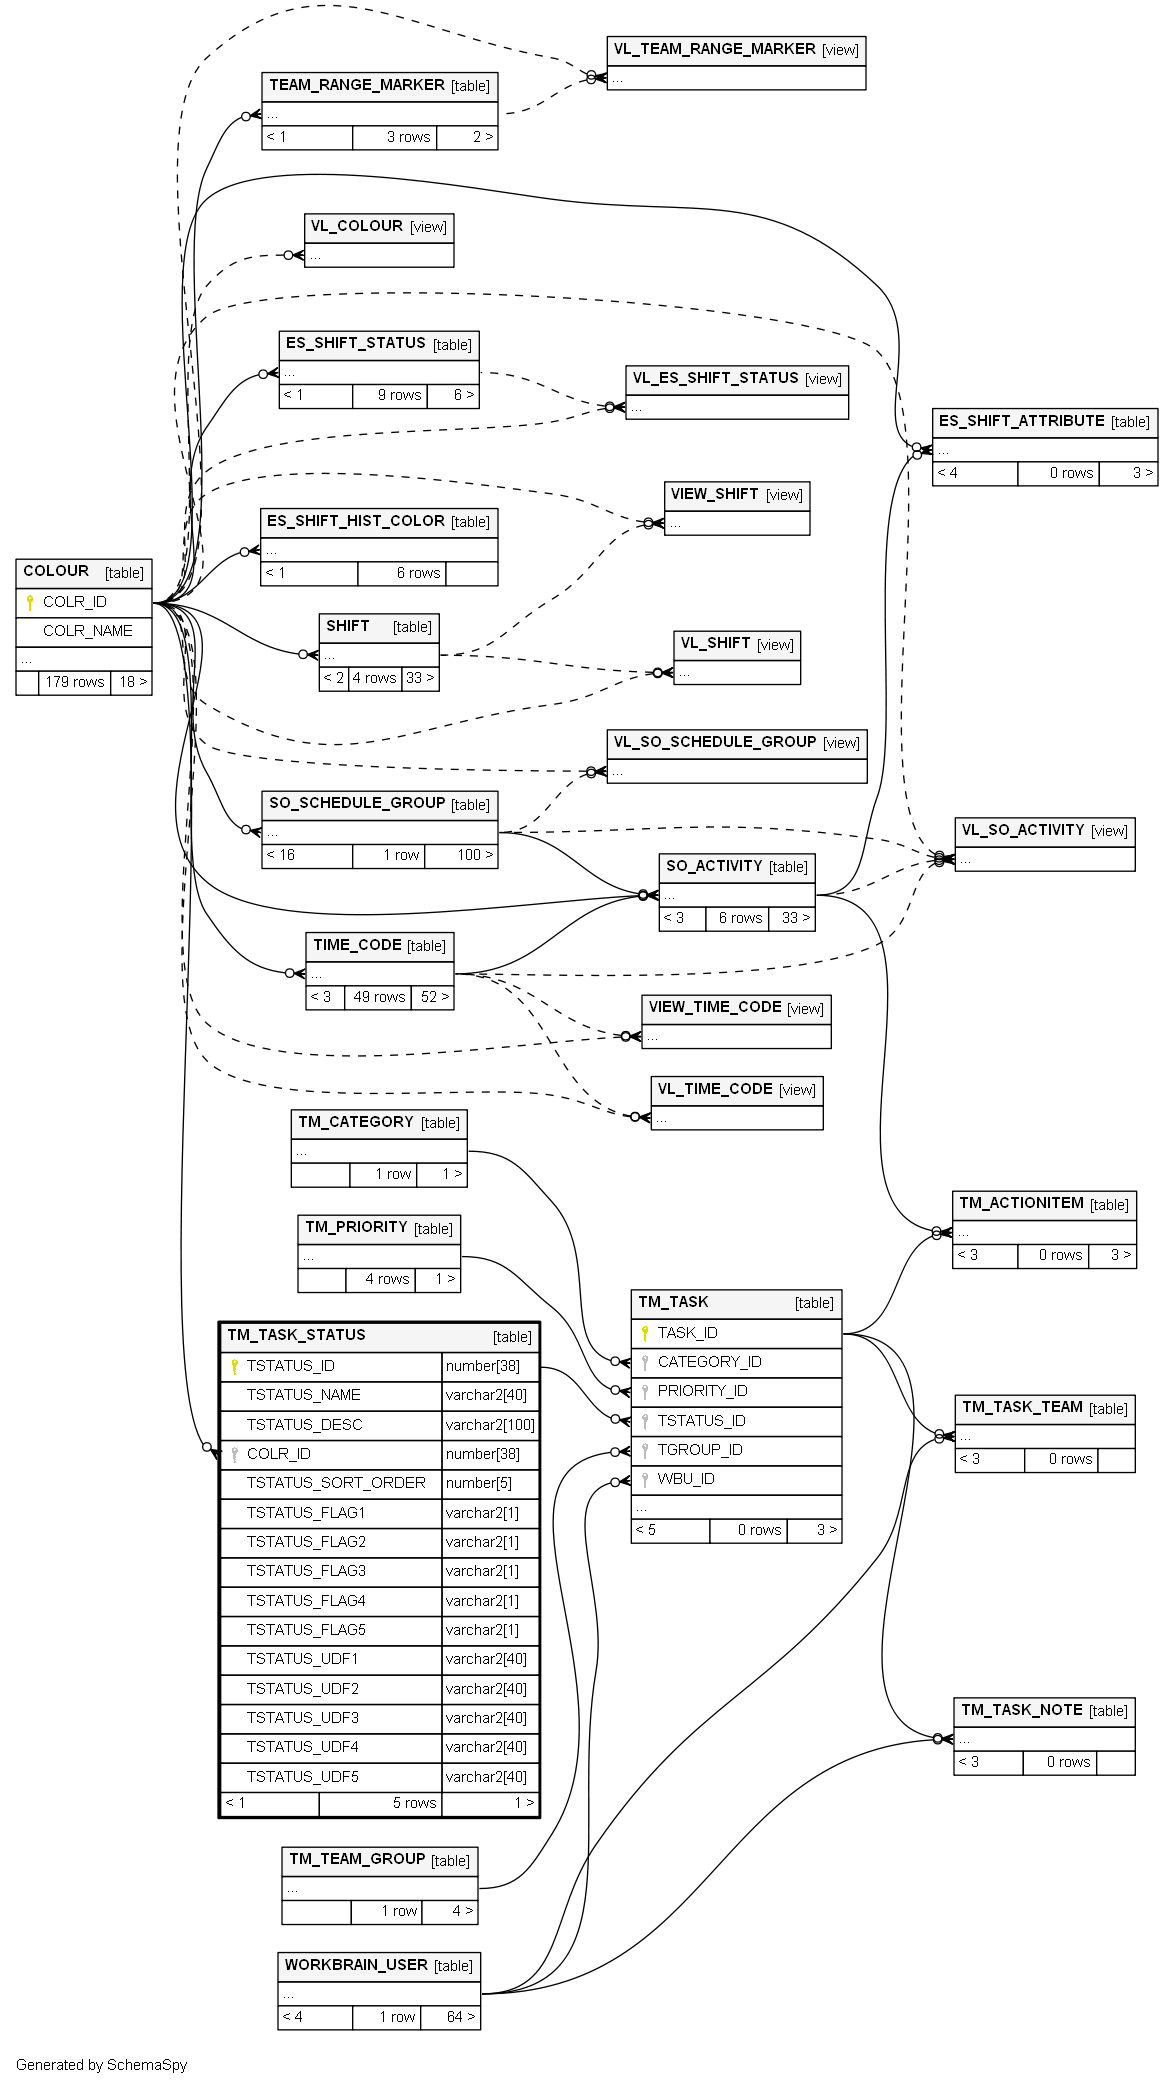 VL_TEAM_RANGE_MARKER [view]
...
TEAM_RANGE_MARKER [table]
...
< 1 3 rows 2 >
VL_COLOUR [view]
...
ES_SHIFT_STATUS [table]
...
< 1 9 rows 6 >
VL_ES_SHIFT_STATUS [view]
...
ES_SHIFT_ATTRIBUTE [table]
...
< 4 0 rows 3 >
VIEW_SHIFT [view]
...
ES_SHIFT_HIST_COLOR [table]
...
< 1 6 rows
COLOUR [table]
COLR_ID
COLR_NAME
...
179 rows 18 >
SHIFT [table]
...
< 2 4 rows 33 >
VL_SHIFT [view]
...
VL_SO_SCHEDULE_GROUP [view]
...
SO_SCHEDULE_GROUP [table]
...
< 16 1 row 100 >
VL_SO_ACTIVITY [view]
...
SO_ACTIVITY [table]
...
< 3 6 rows 33 >
TIME_CODE [table]
...
< 3 49 rows 52 >
VIEW_TIME_CODE [view]
...
VL_TIME_CODE [view]
...
TM_CATEGORY [table]
...
1 row 1 >
TM_ACTIONITEM [table]
...
< 3 0 rows 3 >
TM_PRIORITY [table]
...
4 rows 1 >
TM_TASK [table]
TASK_ID
CATEGORY_ID
PRIORITY_ID
TSTATUS_ID
TGROUP_ID
WBU_ID
...
< 5 0 rows 3 >
TM_TASK_STATUS [table]
TSTATUS_ID number[38]
TSTATUS_NAME varchar2[40]
TSTATUS_DESC varchar2[100]
COLR_ID number[38]
TSTATUS_SORT_ORDER number[5]
TSTATUS_FLAG1 varchar2[1]
TSTATUS_FLAG2 varchar2[1]
TSTATUS_FLAG3 varchar2[1]
TSTATUS_FLAG4 varchar2[1]
TSTATUS_FLAG5 varchar2[1]
TSTATUS_UDF1 varchar2[40]
TSTATUS_UDF2 varchar2[40]
TSTATUS_UDF3 varchar2[40]
TSTATUS_UDF4 varchar2[40]
TSTATUS_UDF5 varchar2[40]
< 1 5 rows 1 >
TM_TASK_TEAM [table]
...
< 3 0 rows
TM_TASK_NOTE [table]
...
< 3 0 rows
TM_TEAM_GROUP [table]
...
1 row 4 >
WORKBRAIN_USER [table]
...
< 4 1 row 64 >
Generated by SchemaSpy